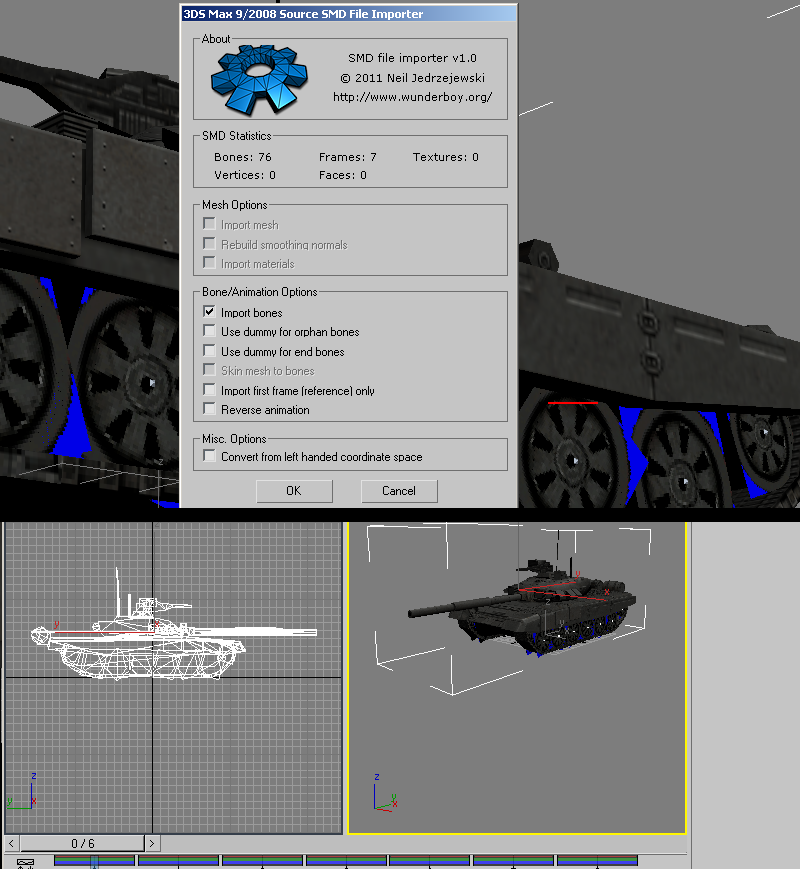 3DS Max 9/2008 Source SMD File Importer
About
SMD file importer v1.0
© 2011 Neil Jedrzejewski
http://www.wunderboy.org/
SMD Statistics
Bones: 76 Frames: 7 Textures: 0
Vertices: 0 Faces: 0
Mesh Options
Import mesh
Rebuild smoothing normals
Import materials
Bone/Animation Options
Import bones
Use dummy for orphan bones
Use dummy for end bones
Skin mesh to bones
Import first frame (reference) only
Reverse animation
Misc. Options
Convert from left handed coordinate space
OK Cancel
z
y x
y
x
z
z
y x
z
y
x
< 0 / 6 >